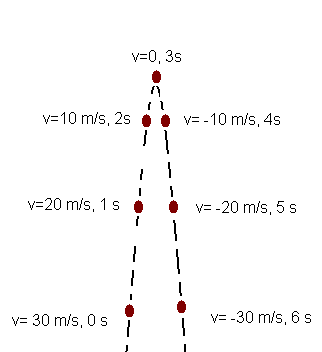 v=0, 3s
v=10 m/s, 2s
v= -10 m/s, 4s
v=20 m/s, 1 s
v= -20 m/s, 5 s
v= 30 m/s, 0 s
v= -30 m/s, 6 s